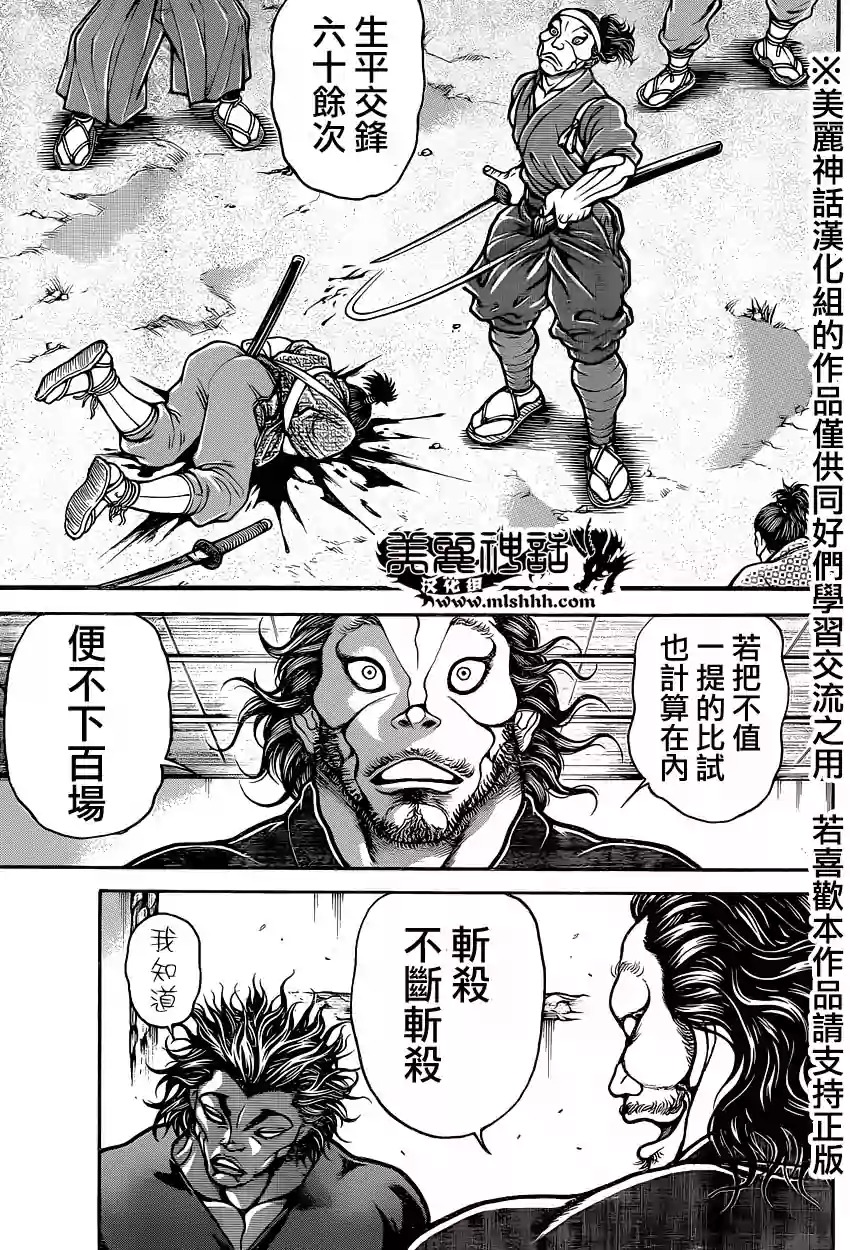 生平交鋒
六十餘次
美麗神話
汉化组
www.mlshhh.com
若把不值
一提的比試
也計算在內
便不下百場
斬殺
不斷斬殺
我知道
※美麗神話漢化組的作品僅供同好們學習交流之用－若喜歡本作品請支持正版